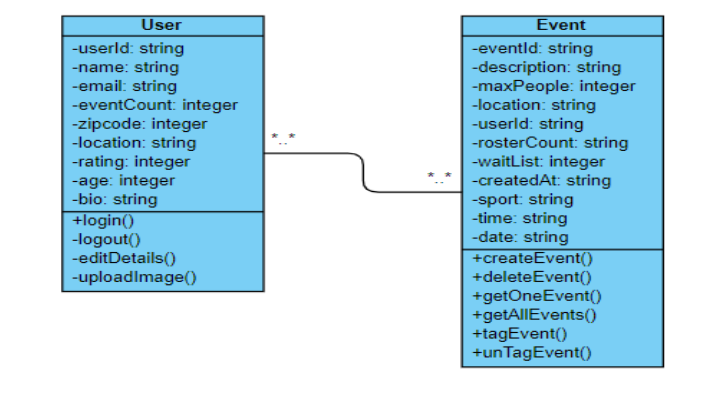 User
-userId: string
-name: string
-email: string
-eventCount: integer
-zipcode: integer
-location: string
-rating: integer
-age: integer
-bio: string
+login()
-logout()
-editDetails()
-uploadImage()
*..*
*..*
Event
-eventId: string
-description: string
-maxPeople: integer
-location: string
-userId: string
-rosterCount: string
-waitList: integer
-createdAt: string
-sport: string
-time: string
-date: string
+createEvent()
+deleteEvent()
+getOneEvent()
+getAllEvents()
+tagEvent()
+unTagEvent()